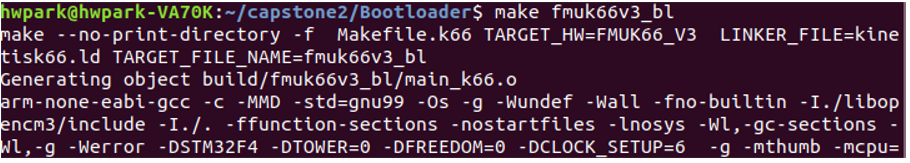 hwpark@hwpark-VA70K:~/capstone2/Bootloader$ make fmuk66v3_bl
make --no-print-directory -f  Makefile.k66 TARGET_HW=FMUK66_V3  LINKER_FILE=kine
tisk66.ld TARGET_FILE_NAME=fmuk66v3_bl
Generating object build/fmuk66v3_bl/main_k66.o
arm-none-eabi-gcc -c -MMD -std=gnu99 -Os -g -Wundef -Wall -fno-builtin -I./libop
encm3/include -I./. -ffunction-sections -nostartfiles -lnosys -Wl,-gc-sections -
Wl,-g -Werror -DSTM32F4 -DTOWER=0 -DFREEDOM=0 -DCLOCK_SETUP=6  -g -mthumb -mcpu=